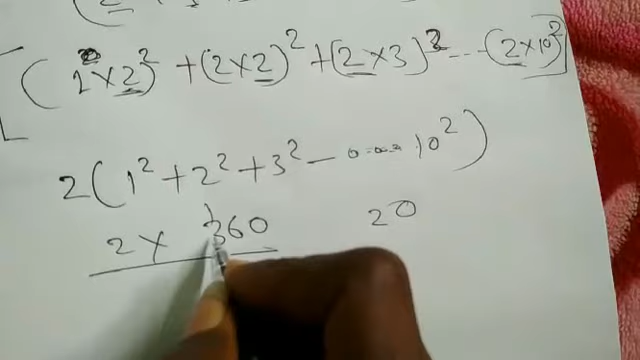 [(1×2)² +(2×2)² +(2×3)² ... (2×10)²]
2(1²+2²+3²- ..... 10²)
2 × 360 20